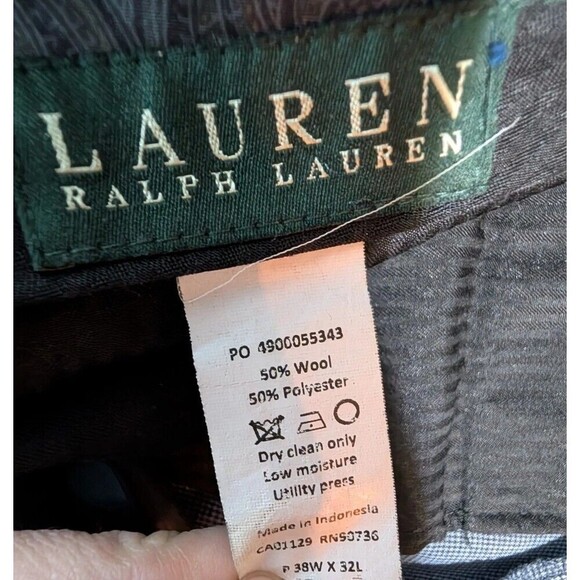 LAUREN
RALPH LAUREN
PO 4900055343
50% Wool
50% Polyester
Dry clean only
Low moisture
Utility press
Made in Indonesia
CA01129 RN90736
38W X 32L